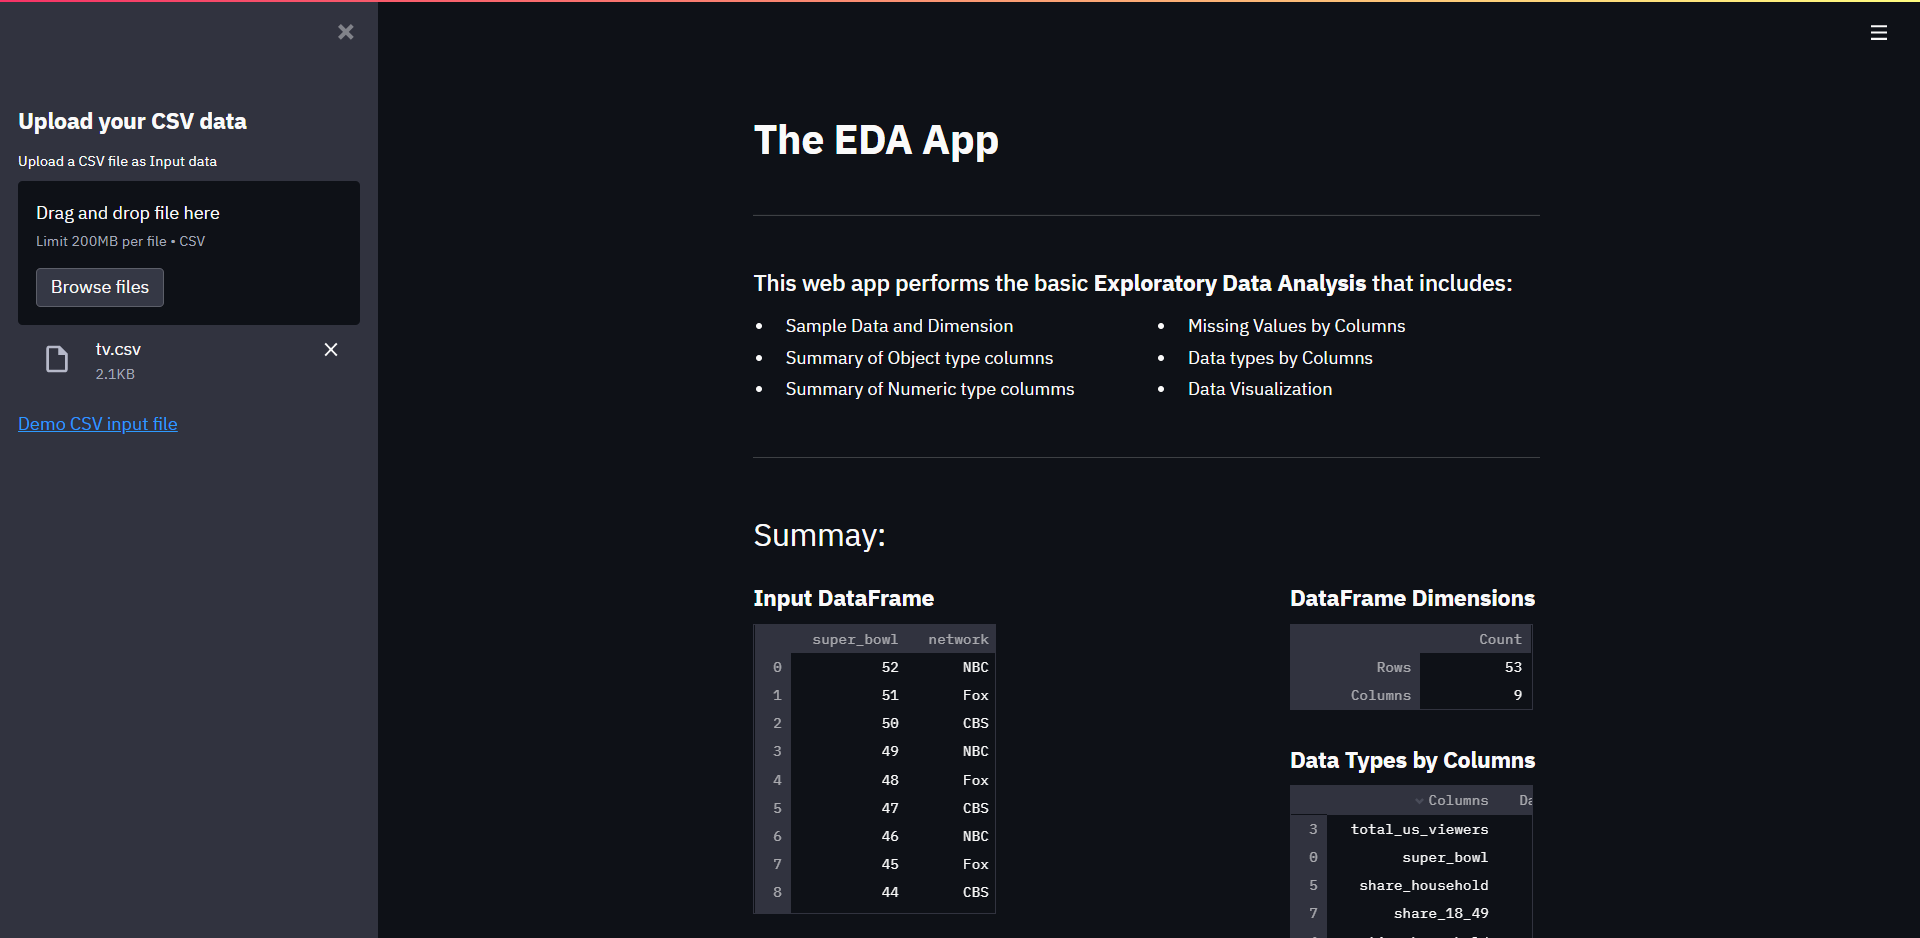 Upload your CSV data
Upload a CSV file as Input data
Drag and drop file here
Limit 200MB per file • CSV
Browse files
tv.csv
2.1KB
Demo CSV input file
The EDA App
This web app performs the basic Exploratory Data Analysis that includes:
• Sample Data and Dimension
• Summary of Object type columns
• Summary of Numeric type columms
• Missing Values by Columns
• Data types by Columns
• Data Visualization
Summay:
Input DataFrame
super_bowl network
0 52 NBC
1 51 Fox
2 50 CBS
3 49 NBC
4 48 Fox
5 47 CBS
6 46 NBC
7 45 Fox
8 44 CBS
DataFrame Dimensions
Count
Rows 53
Columns 9
Data Types by Columns
Columns
3 total_us_viewers
0 super_bowl
5 share_household
7 share_18_49